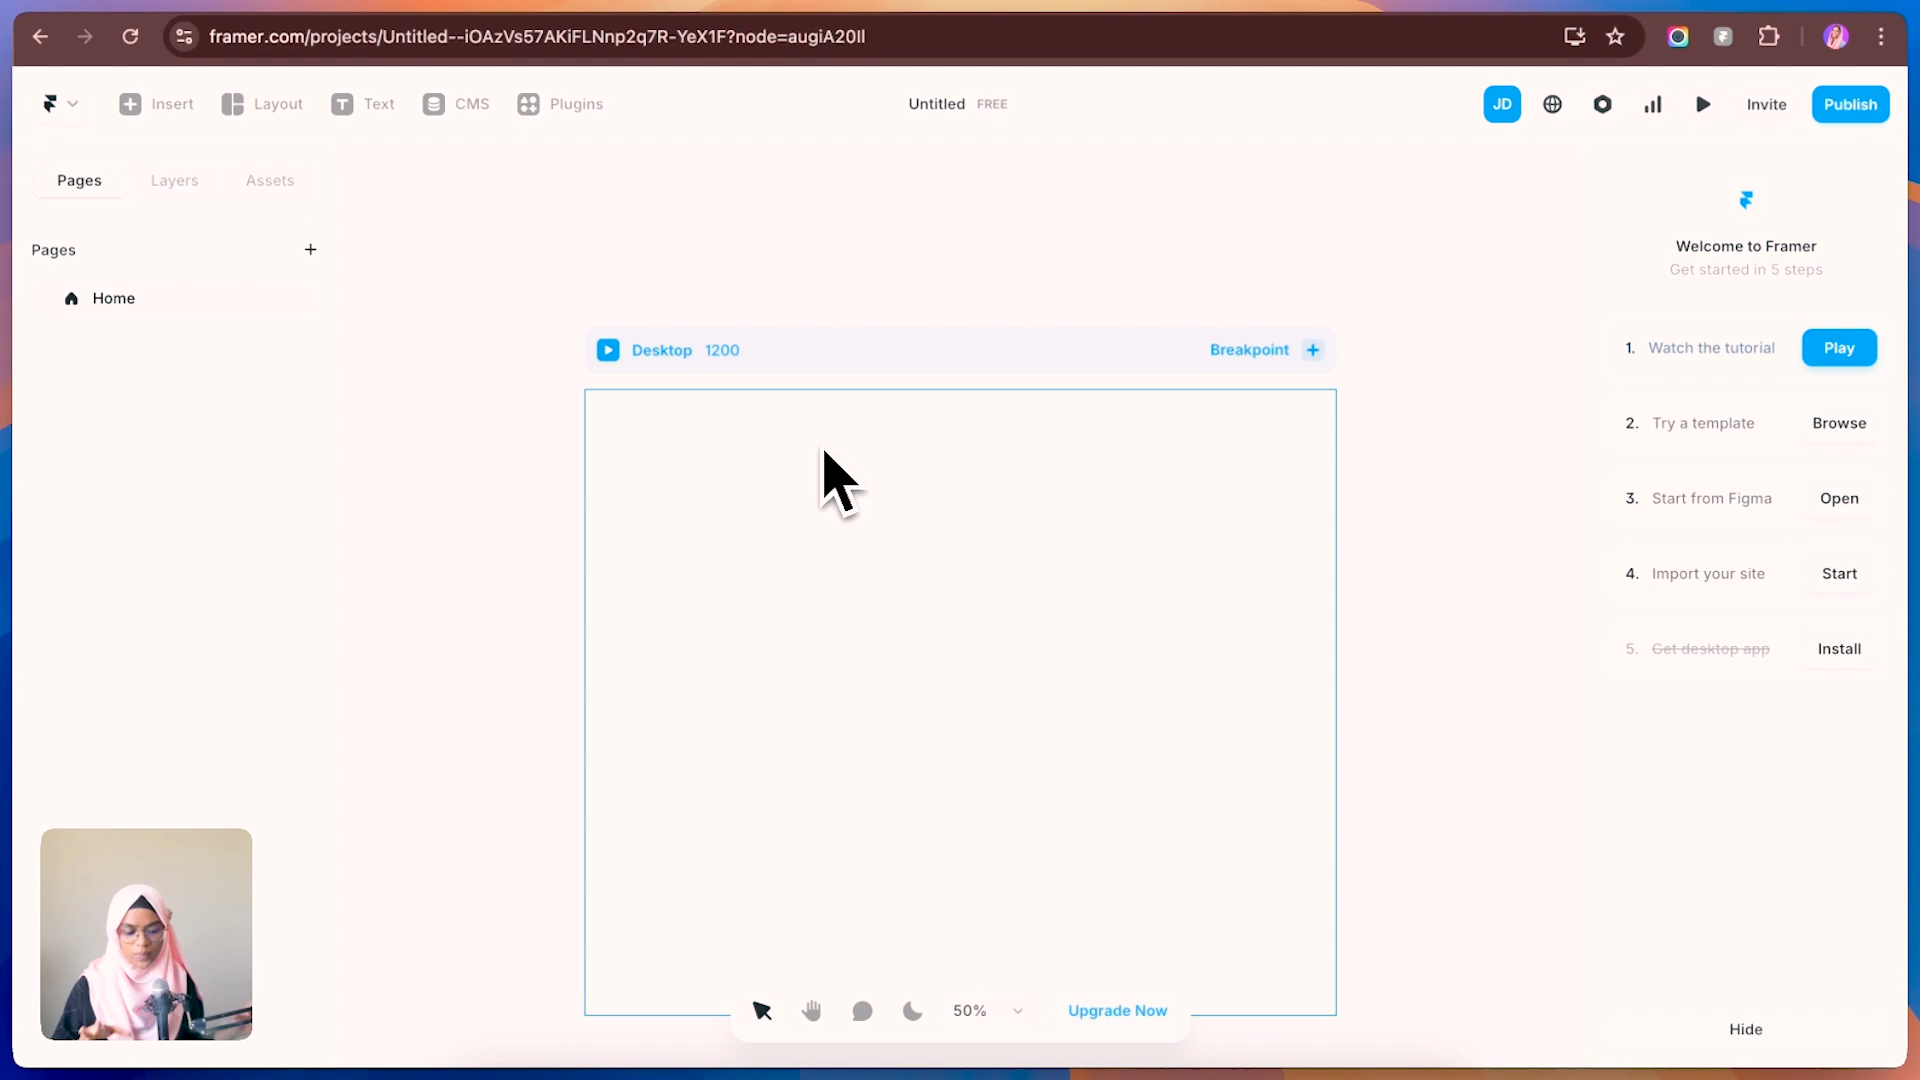 framer.com/projects/Untitled--iOAzVs57AKiFLNnp2q7R-YeX1F?node=augiA20Il
Insert Layout Text CMS Plugins
Untitled FREE
JD Invite Publish
Pages Layers Assets
Pages +
Home
Desktop 1200 Breakpoint +
Welcome to Framer
Get started in 5 steps
1. Watch the tutorial Play
2. Try a template Browse
3. Start from Figma Open
4. Import your site Start
5. Get desktop app Install
50% Upgrade Now
Hide